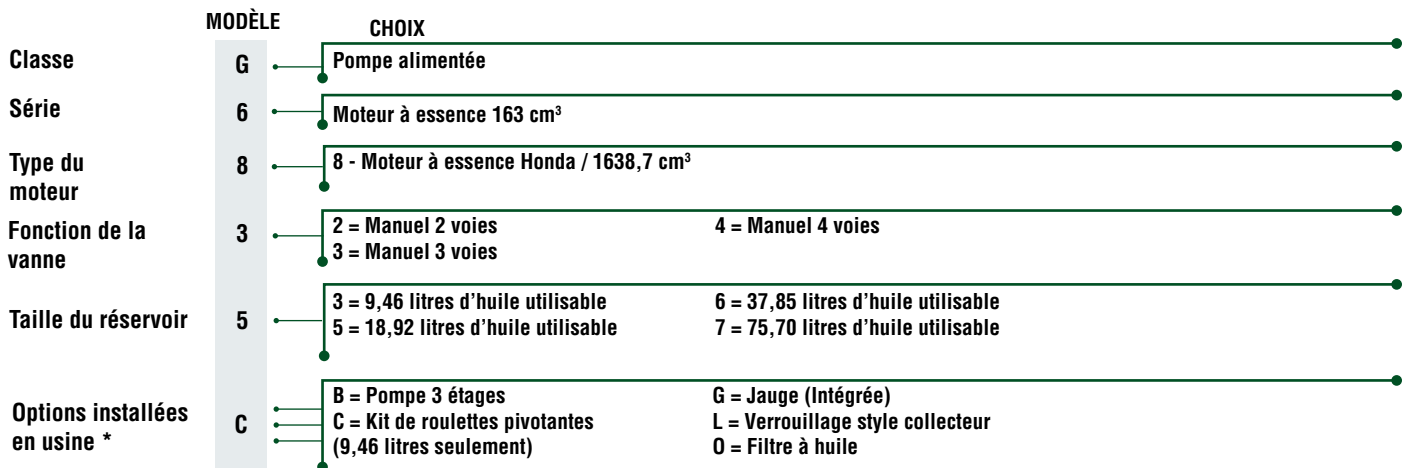 MODÈLE
CHOIX
Classe
G
Pompe alimentée
Série
6
Moteur à essence 163 cm³
Type du
moteur
8
8 - Moteur à essence Honda / 1638,7 cm³
Fonction de la
vanne
3
2 = Manuel 2 voies
4 = Manuel 4 voies
3 = Manuel 3 voies
Taille du réservoir
5
3 = 9,46 litres d’huile utilisable
6 = 37,85 litres d’huile utilisable
5 = 18,92 litres d’huile utilisable
7 = 75,70 litres d’huile utilisable
Options installées
en usine *
C
B = Pompe 3 étages
G = Jauge (Intégrée)
C = Kit de roulettes pivotantes
L = Verrouillage style collecteur
(9,46 litres seulement)
O = Filtre à huile